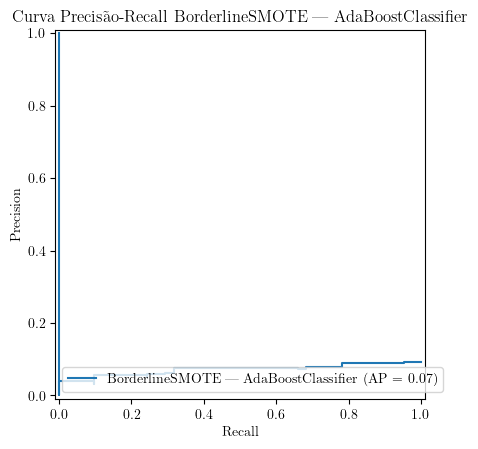 Curva Precisão-Recall BorderlineSMOTE — AdaBoostClassifier
1.0
0.8
0.6
0.4
0.2
0.0
Precision
BorderlineSMOTE — AdaBoostClassifier (AP = 0.07)
0.0 0.2 0.4 0.6 0.8 1.0
Recall